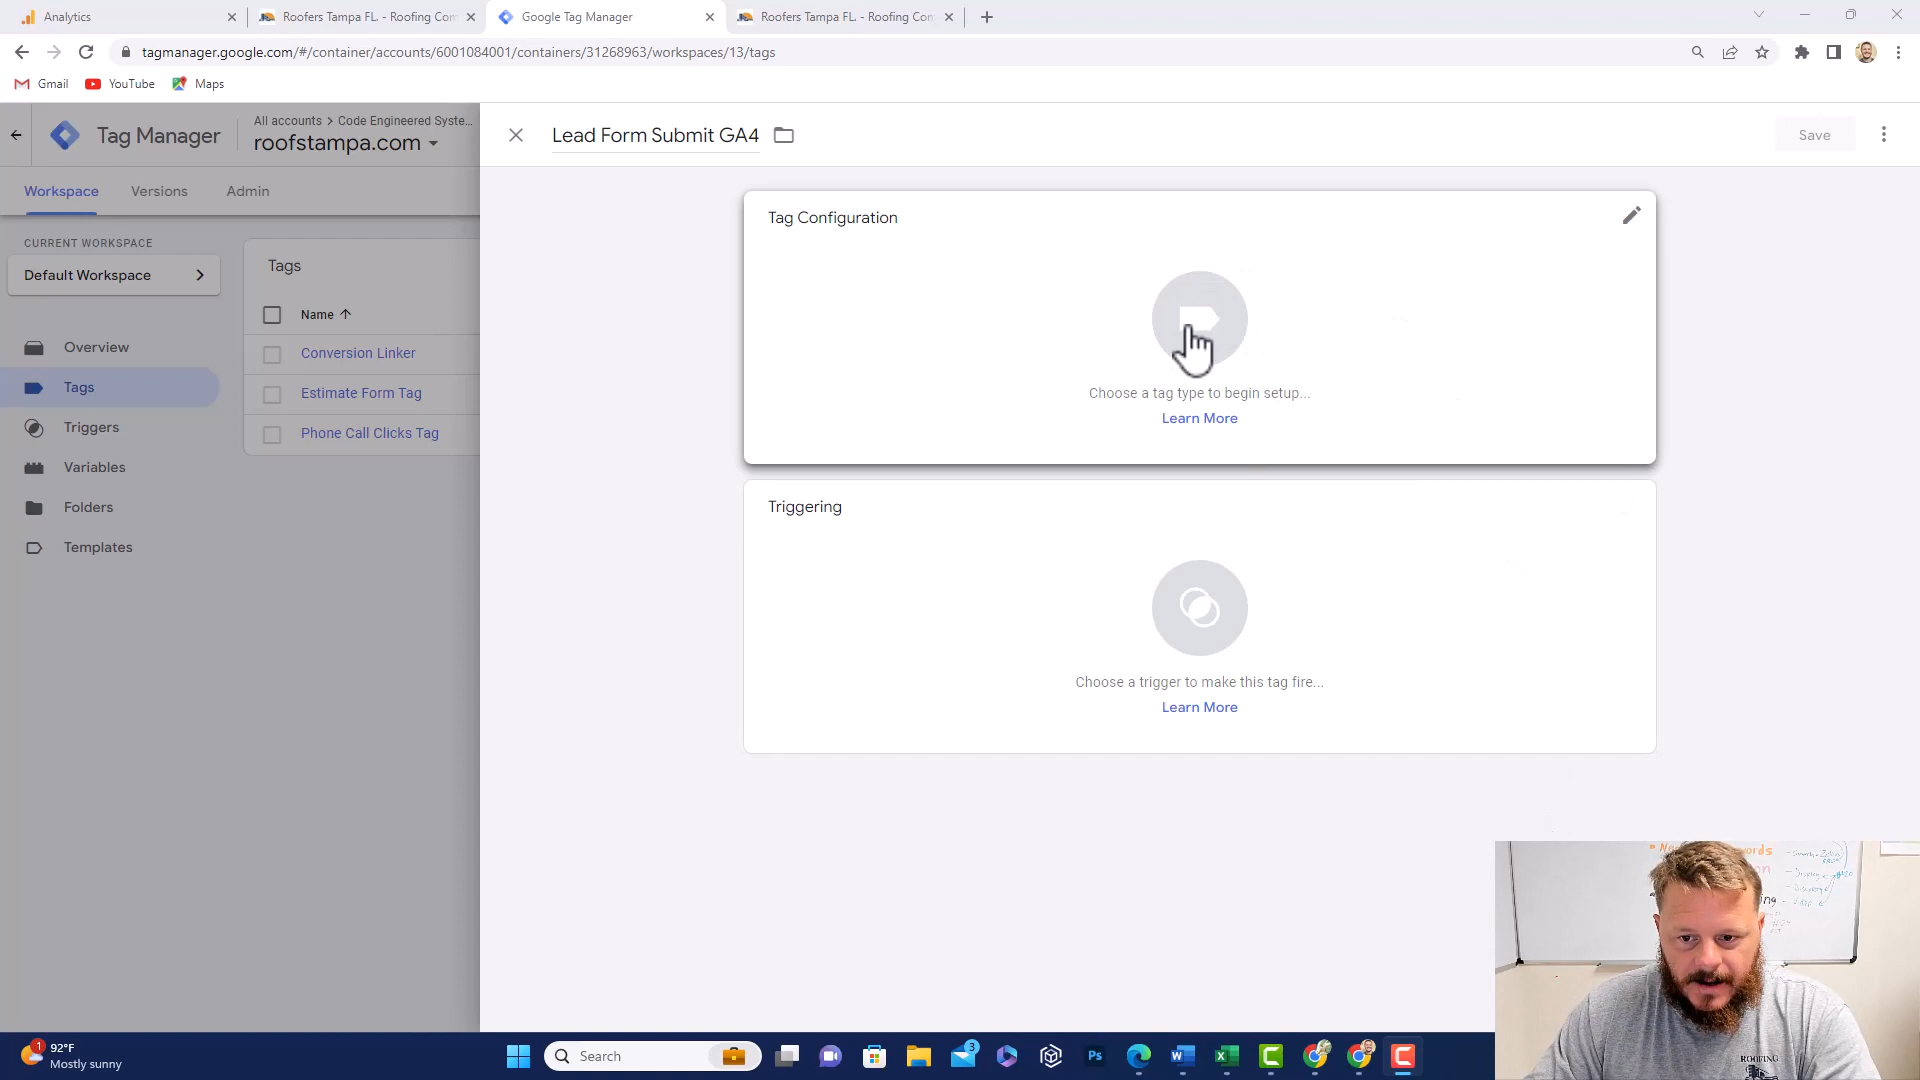 Analytics
Roofers Tampa FL. - Roofing Com
Google Tag Manager
Roofers Tampa FL. - Roofing Com
tagmanager.google.com/#/container/accounts/6001084001/containers/31268963/workspaces/13/tags
Gmail
YouTube
Maps
Tag Manager
All accounts > Code Engineered Syste...
roofstampa.com
Lead Form Submit GA4
Save
Workspace
Versions
Admin
CURRENT WORKSPACE
Default Workspace
Overview
Tags
Triggers
Variables
Folders
Templates
Tags
Name
Conversion Linker
Estimate Form Tag
Phone Call Clicks Tag
Tag Configuration
Choose a tag type to begin setup...
Learn More
Triggering
Choose a trigger to make this tag fire...
Learn More
ROOFING
1
92°F
Mostly sunny
Search
3
Ps